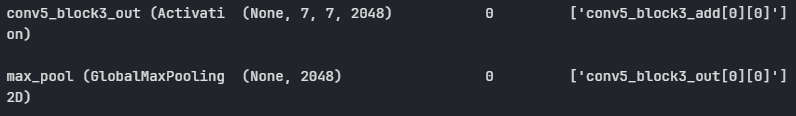 conv5_block3_out (Activati  (None, 7, 7, 2048)          0         ['conv5_block3_add[0][0]']
on)
max_pool (GlobalMaxPooling  (None, 2048)                0         ['conv5_block3_out[0][0]']
2D)